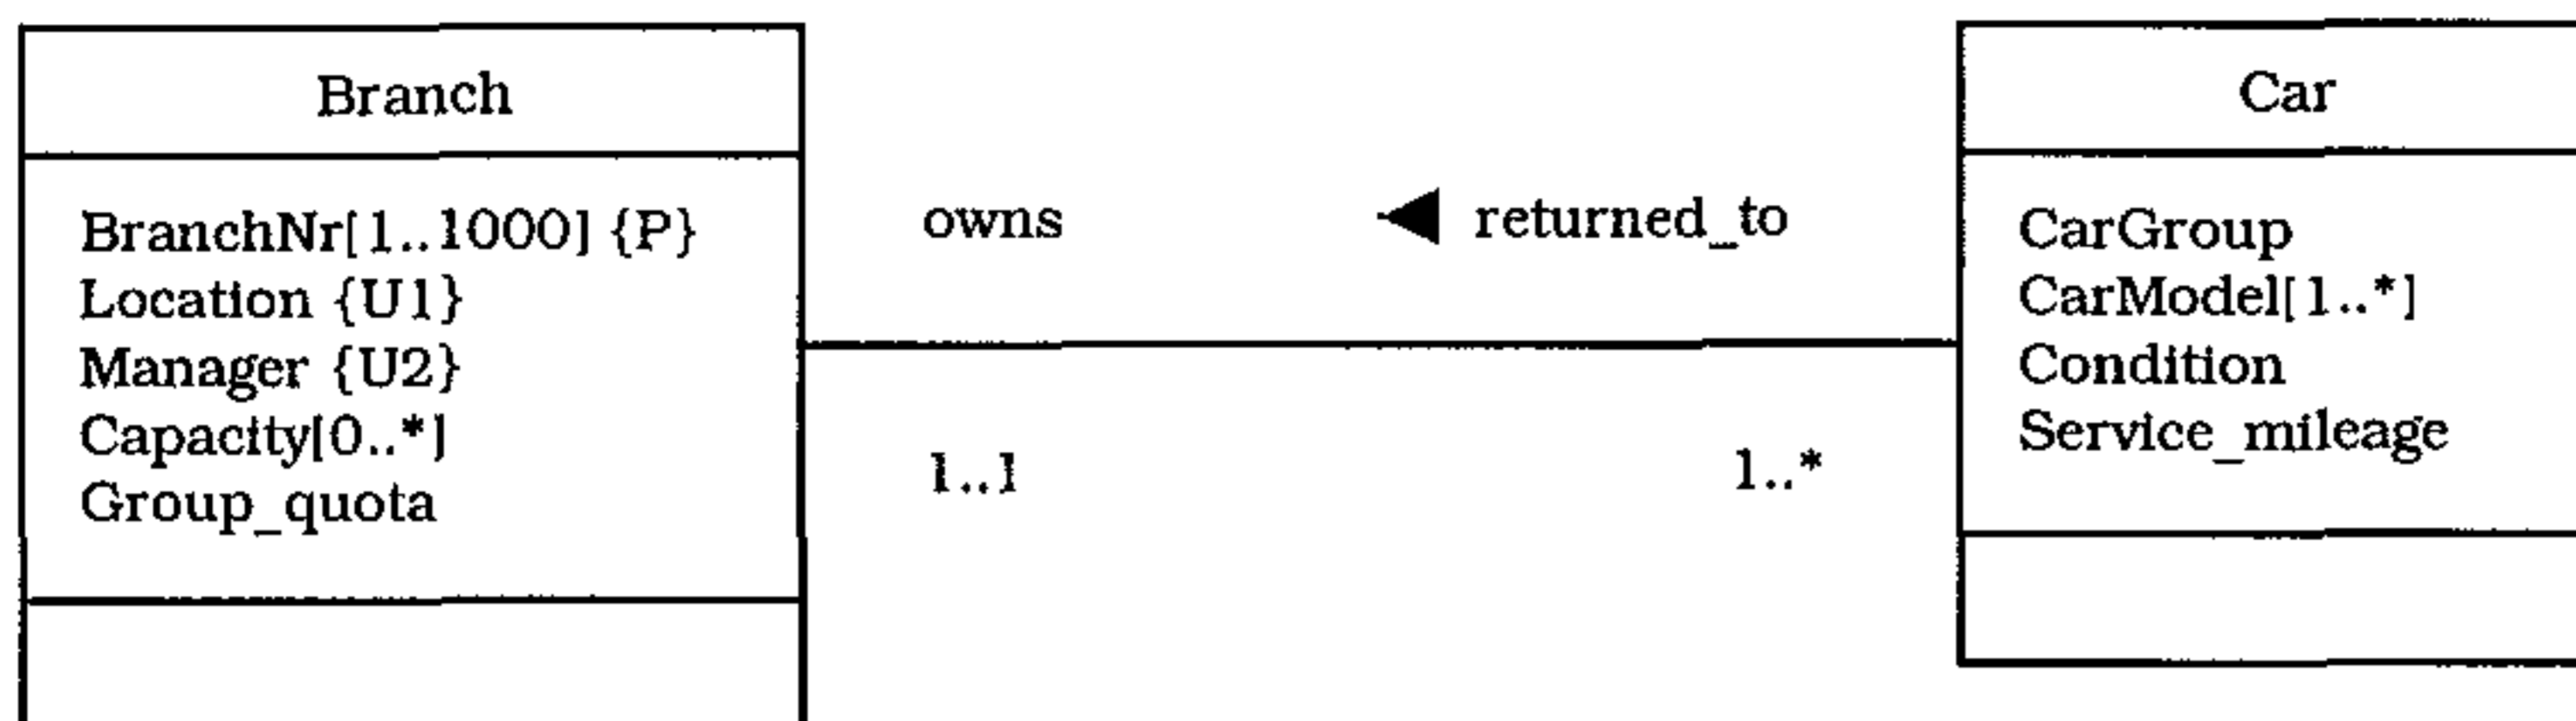 Branch
BranchNr[1..1000] {P}
Location {U1}
Manager {U2}
Capacity[0..*]
Group_quota
owns
returned_to
1..1
1..*
Car
CarGroup
CarModel[1..*]
Condition
Service_mileage